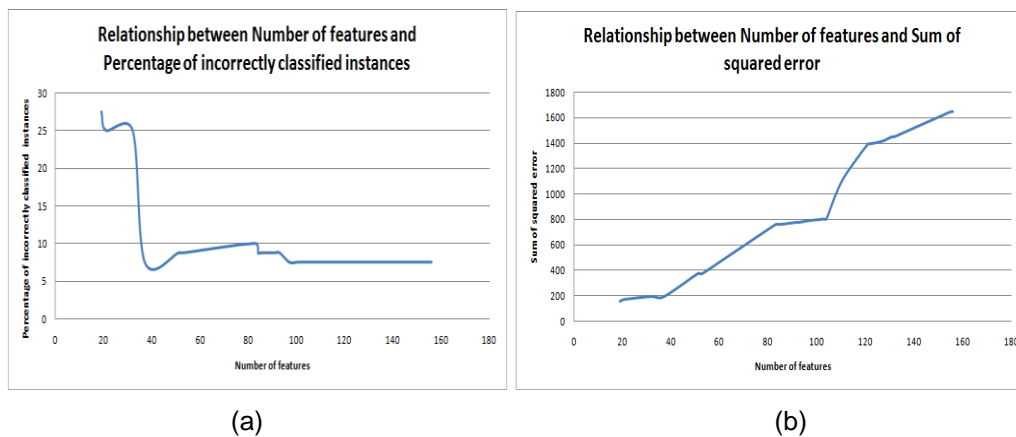 Relationship between Number of features and
Percentage of incorrectly classified instances
Percentage of incorrectly classified instances
30
25
20
15
10
5
0
0 20 40 60 80 100 120 140 160 180
Number of features
(a)
Relationship between Number of features and Sum of
squared error
Sum of squared error
1800
1600
1400
1200
1000
800
600
400
200
0
0 20 40 60 80 100 120 140 160 180
Number of features
(b)